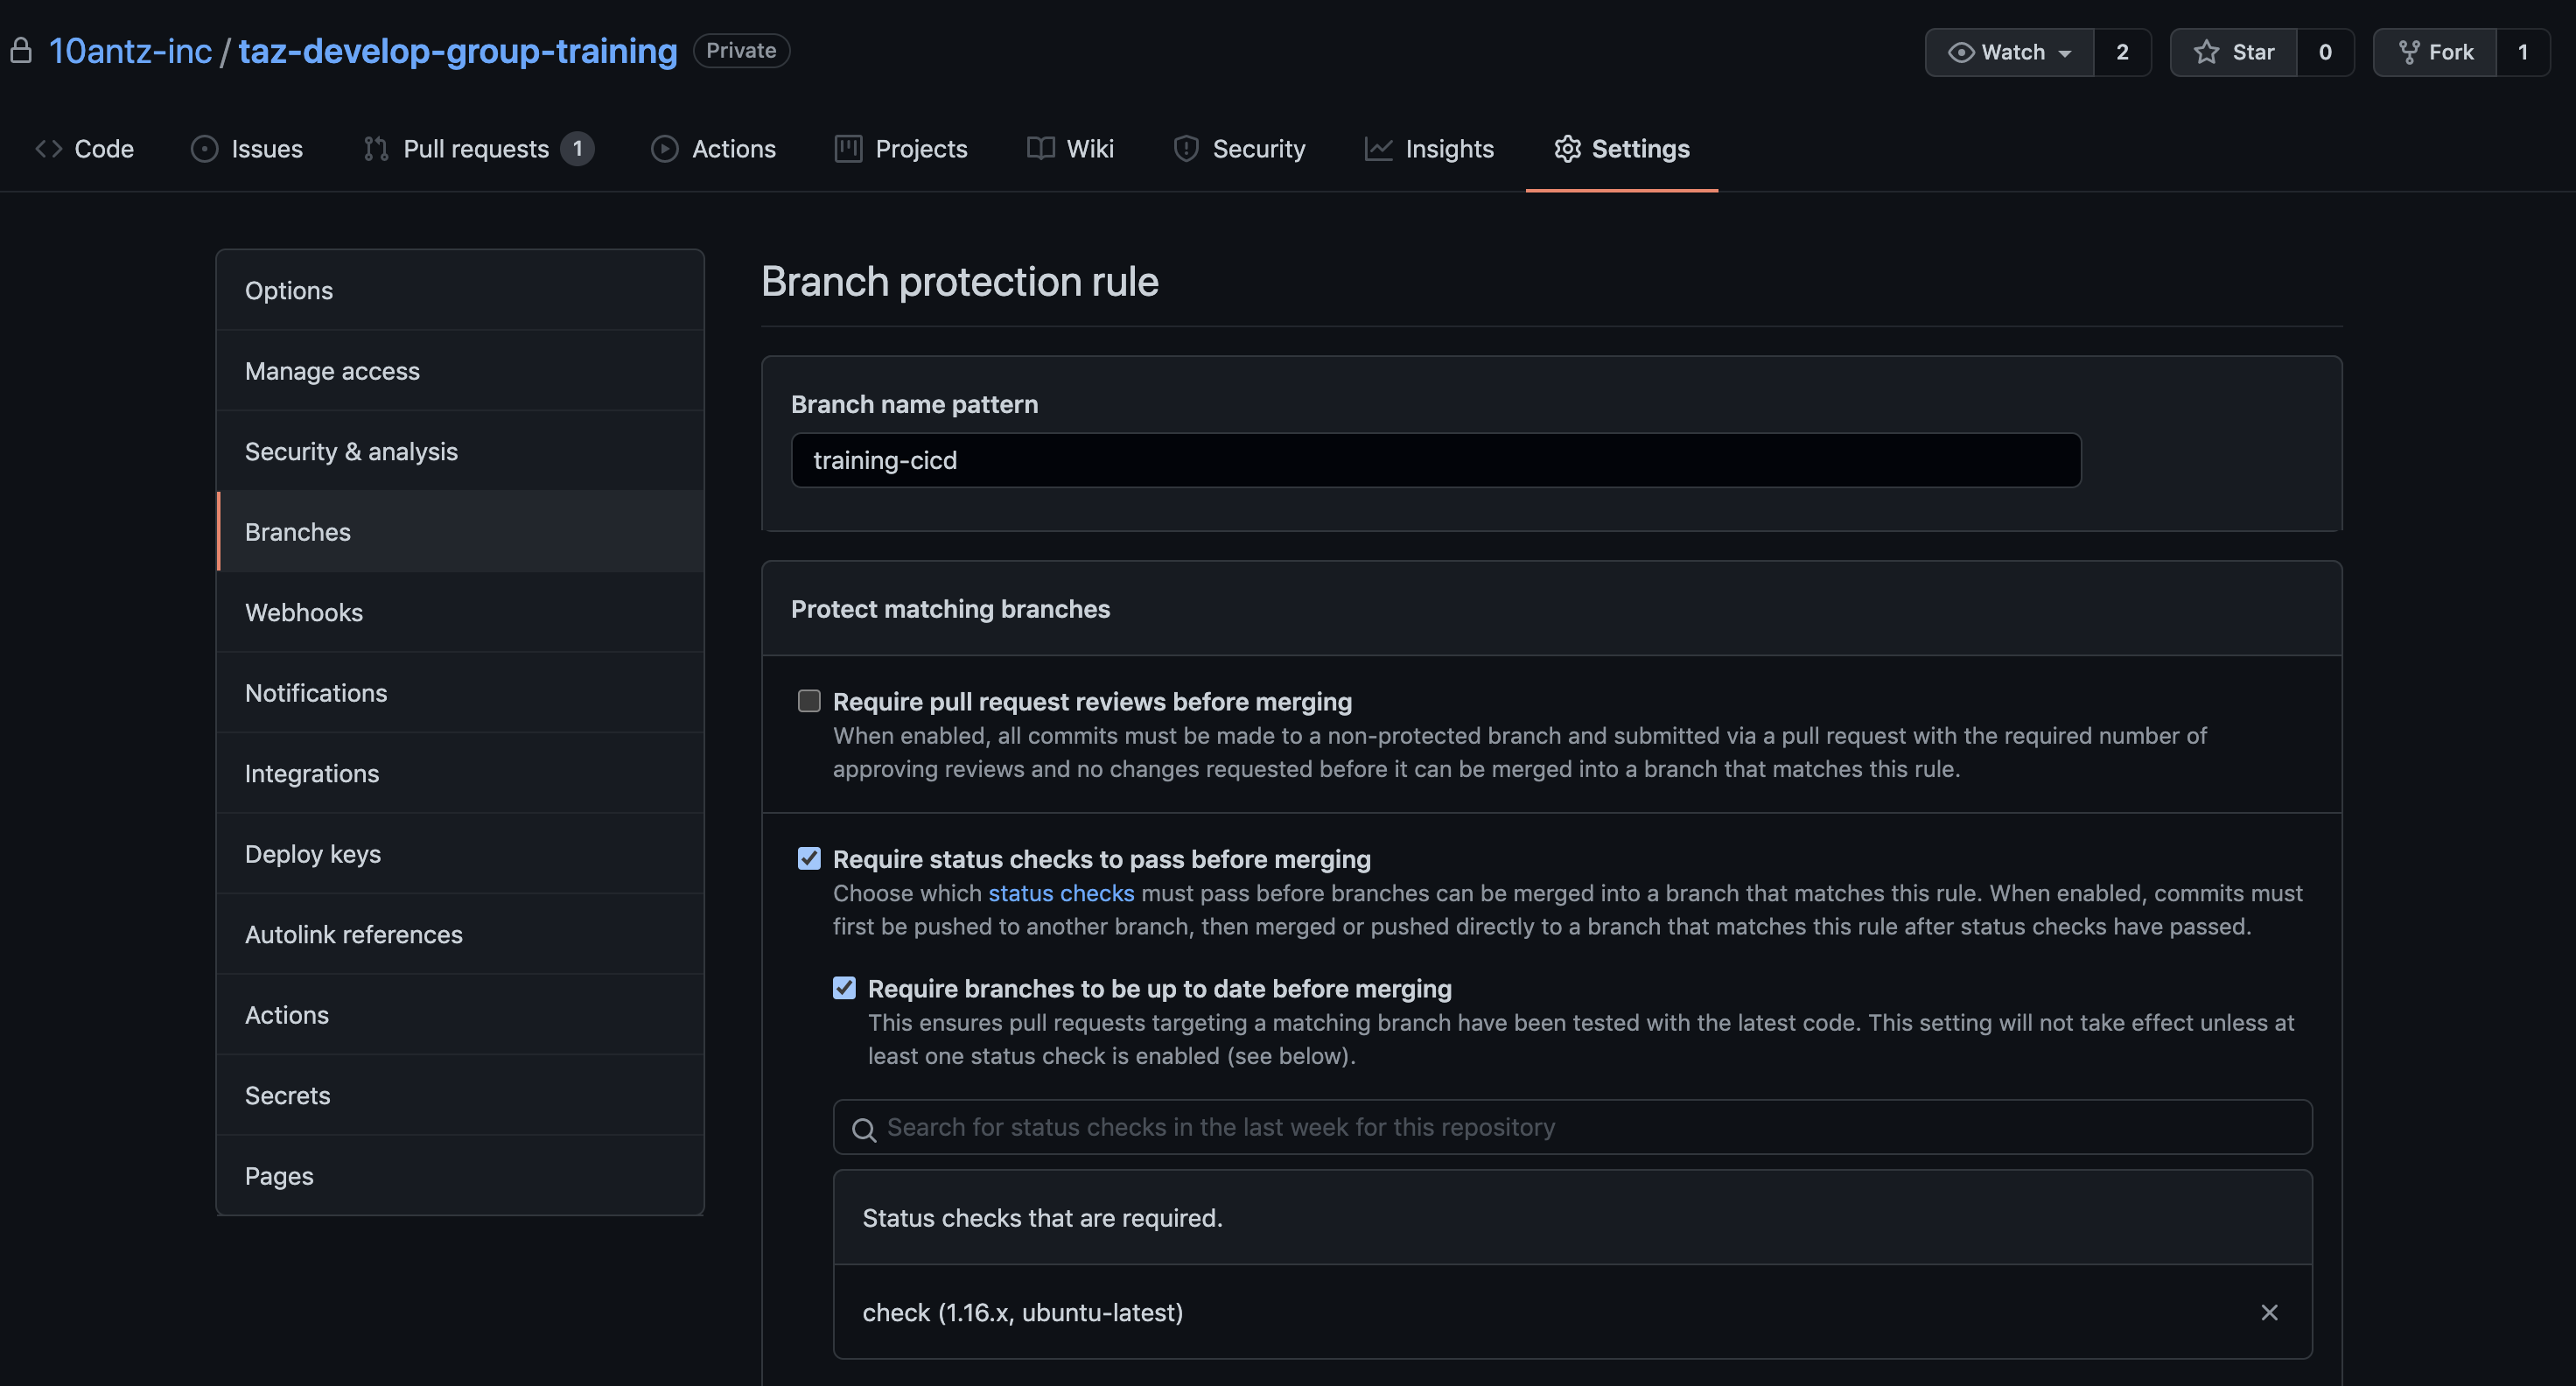 10antz-inc / taz-develop-group-training Private Watch 2 Star 0 Fork 1
Code Issues Pull requests 1 Actions Projects Wiki Security Insights Settings
Options
Manage access
Security & analysis
Branches
Webhooks
Notifications
Integrations
Deploy keys
Autolink references
Actions
Secrets
Pages
Branch protection rule
Branch name pattern
training-cicd
Protect matching branches
Require pull request reviews before merging
When enabled, all commits must be made to a non-protected branch and submitted via a pull request with the required number of
approving reviews and no changes requested before it can be merged into a branch that matches this rule.
Require status checks to pass before merging
Choose which status checks must pass before branches can be merged into a branch that matches this rule. When enabled, commits must
first be pushed to another branch, then merged or pushed directly to a branch that matches this rule after status checks have passed.
Require branches to be up to date before merging
This ensures pull requests targeting a matching branch have been tested with the latest code. This setting will not take effect unless at
least one status check is enabled (see below).
Search for status checks in the last week for this repository
Status checks that are required.
check (1.16.x, ubuntu-latest)